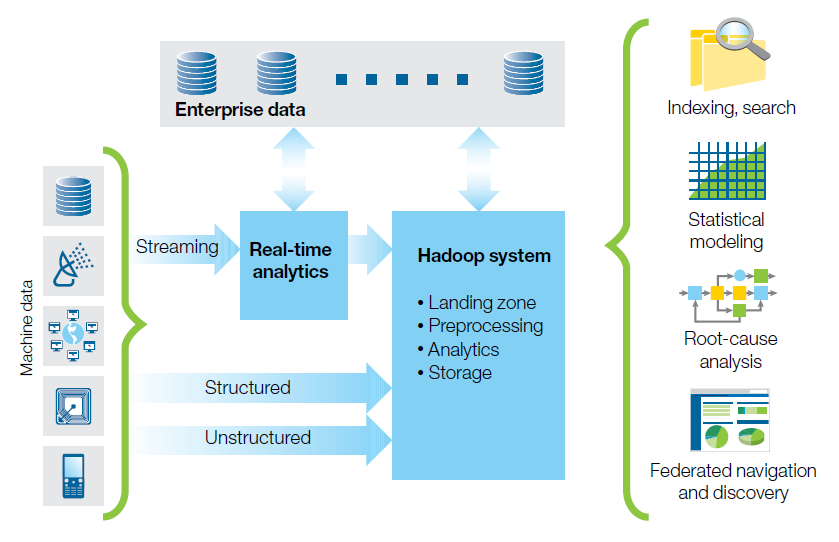 Enterprise data
Machine data
Streaming
Real-time
analytics
Hadoop system
• Landing zone
• Preprocessing
• Analytics
• Storage
Structured
Unstructured
Indexing, search
Statistical
modeling
Root-cause
analysis
Federated navigation
and discovery